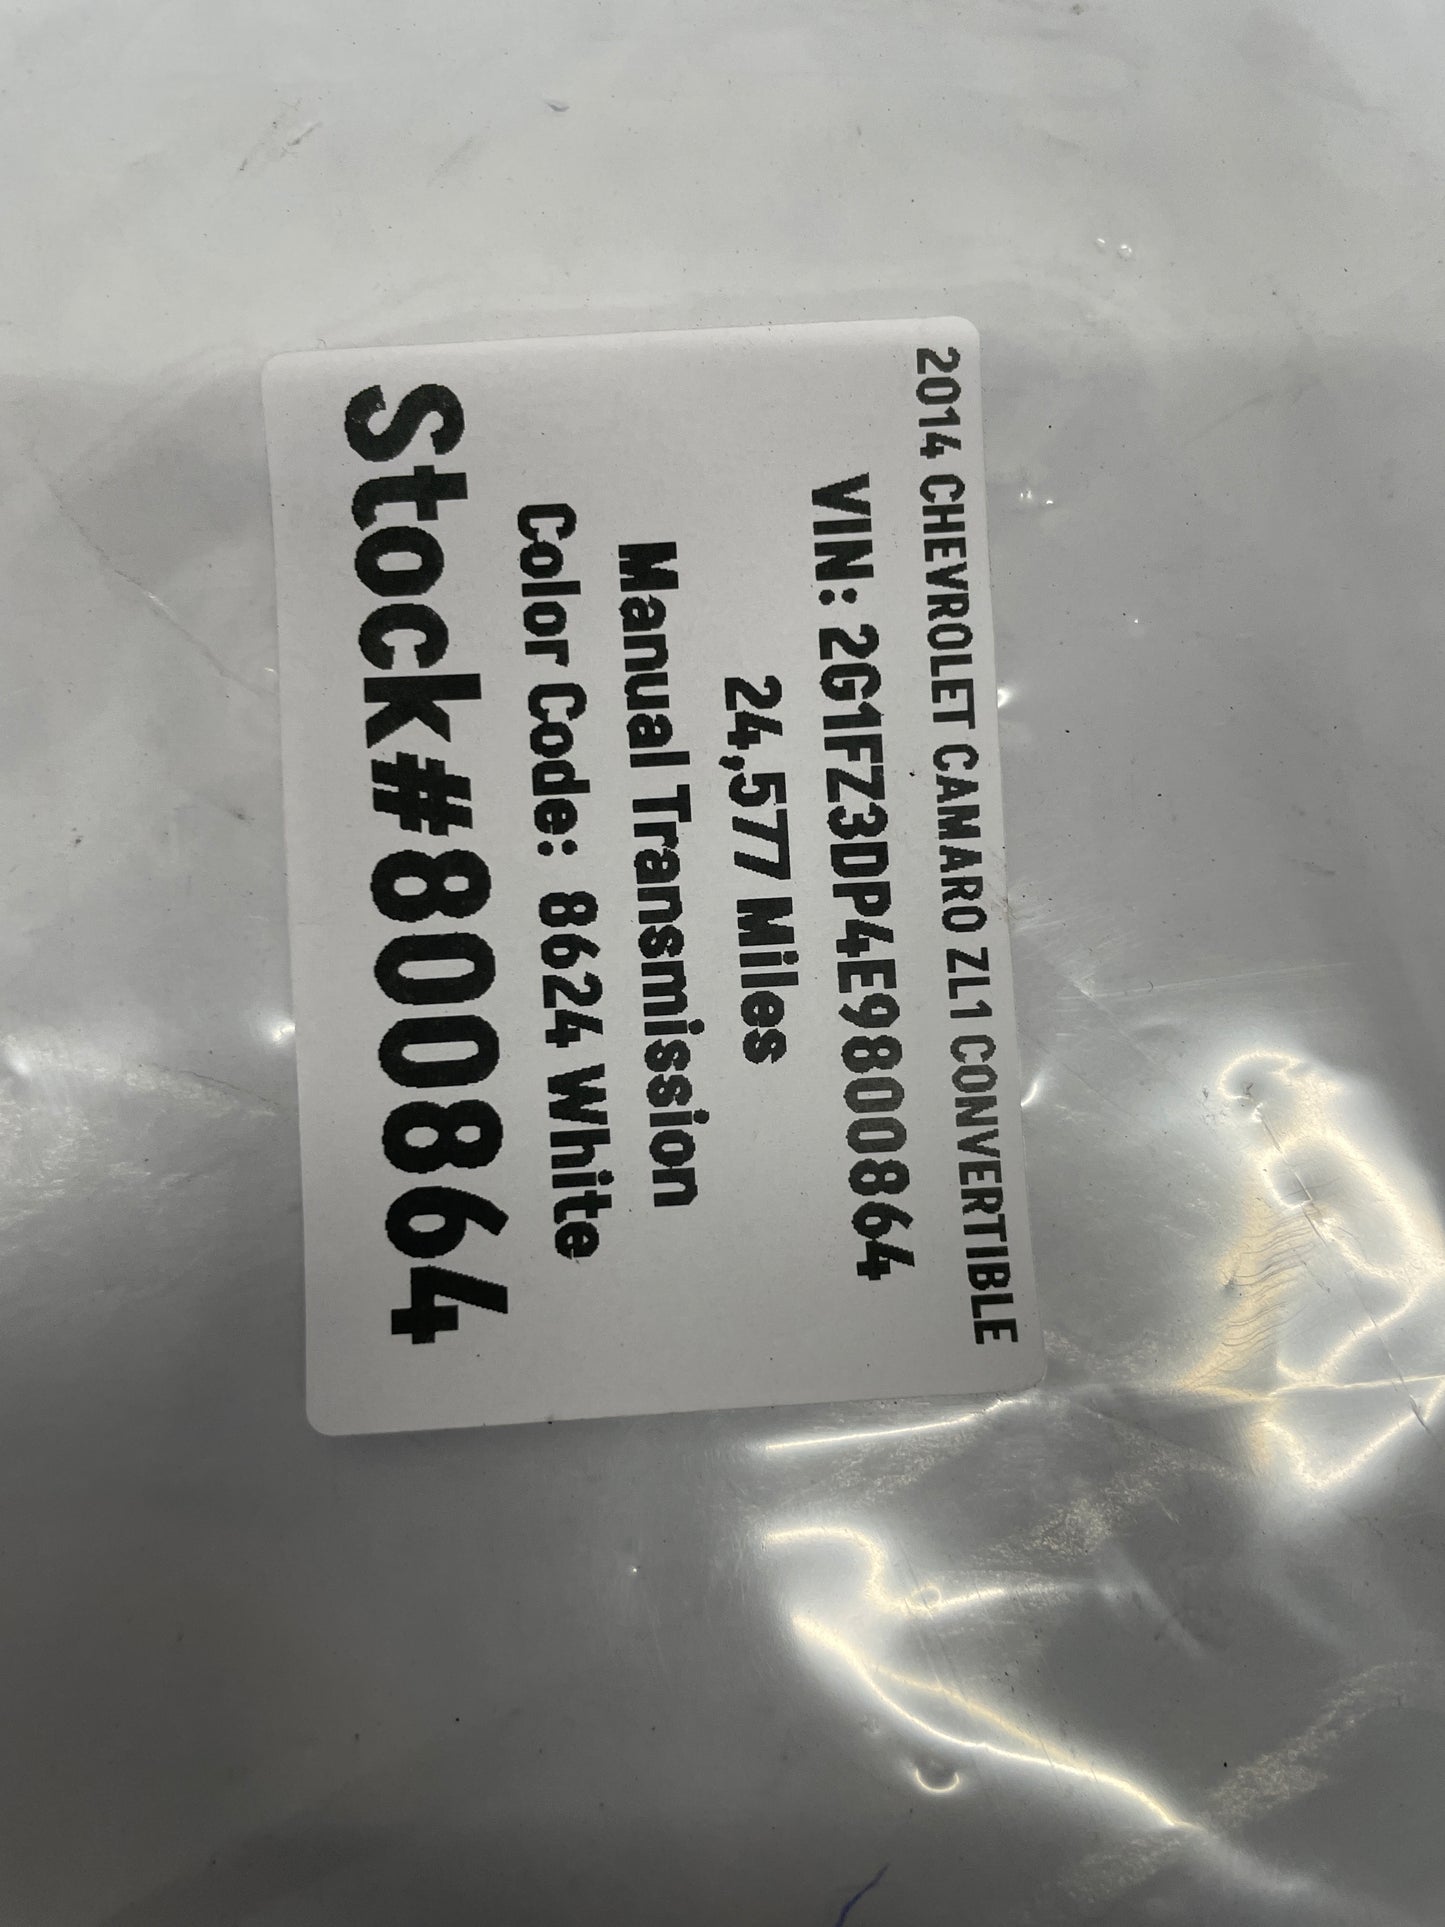 2014 CHEVROLET CAMARO ZL1 CONVERTIBLE
VIN: 2G1FZ3DP4E9800864
24,577 Miles
Manual Transmission
Color Code: 8624 White
Stock#800864